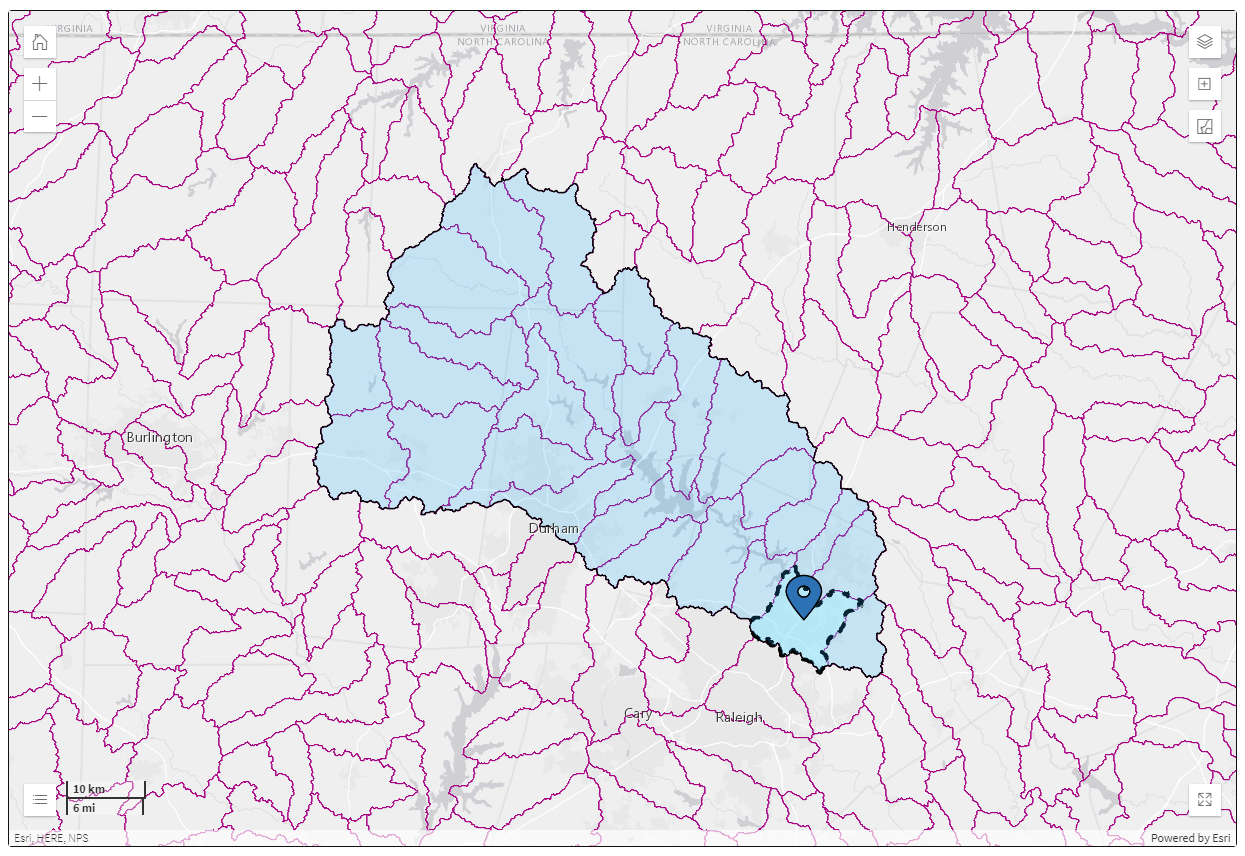 RGINIA
VIRGINIA
NORTH CAROLINA
VIRGINIA
NORTH CAROLINA
Henderson
Burlington
Durham
Cary
Raleigh
10 km
6 mi
Esri, HERE, NPS
Powered by Esri